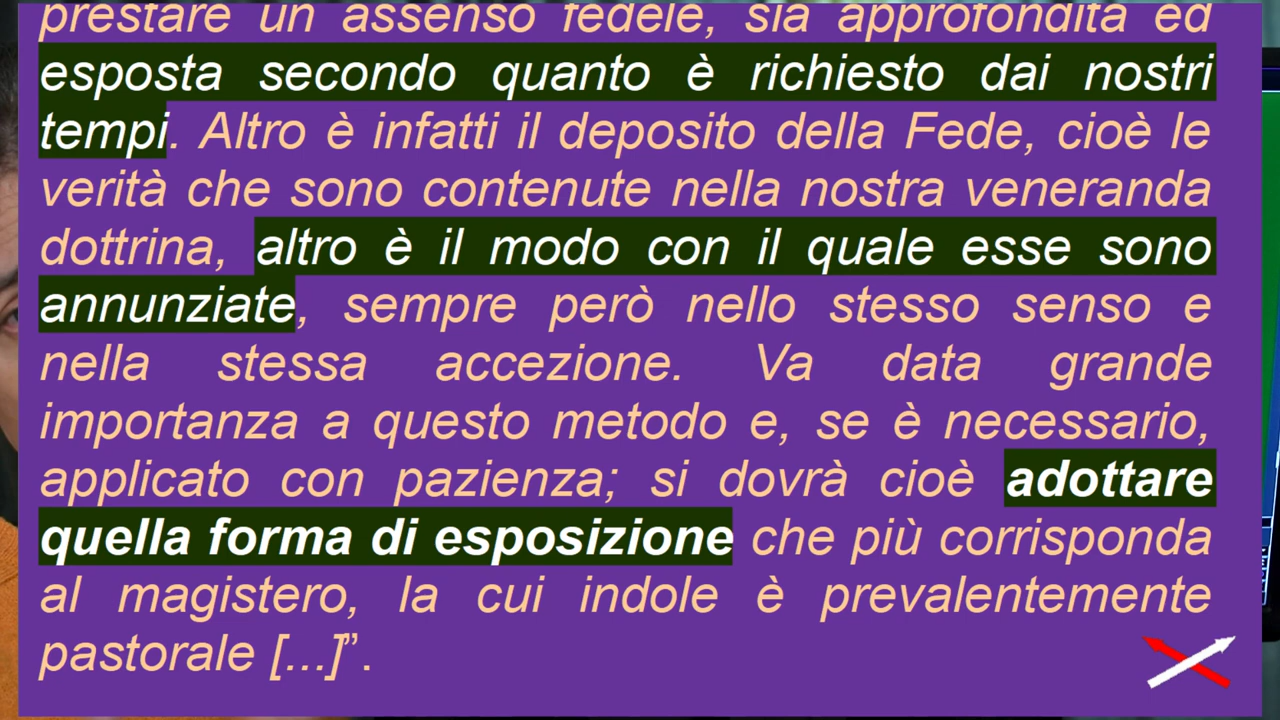 prestare un assenso fedele, sia approfondita ed
esposta secondo quanto è richiesto dai nostri
tempi. Altro è infatti il deposito della Fede, cioè le
verità che sono contenute nella nostra veneranda
dottrina, altro è il modo con il quale esse sono
annunziate, sempre però nello stesso senso e
nella stessa accezione. Va data grande
importanza a questo metodo e, se è necessario,
applicato con pazienza; si dovrà cioè adottare
quella forma di esposizione che più corrisponda
al magistero, la cui indole è prevalentemente
pastorale [...]”.